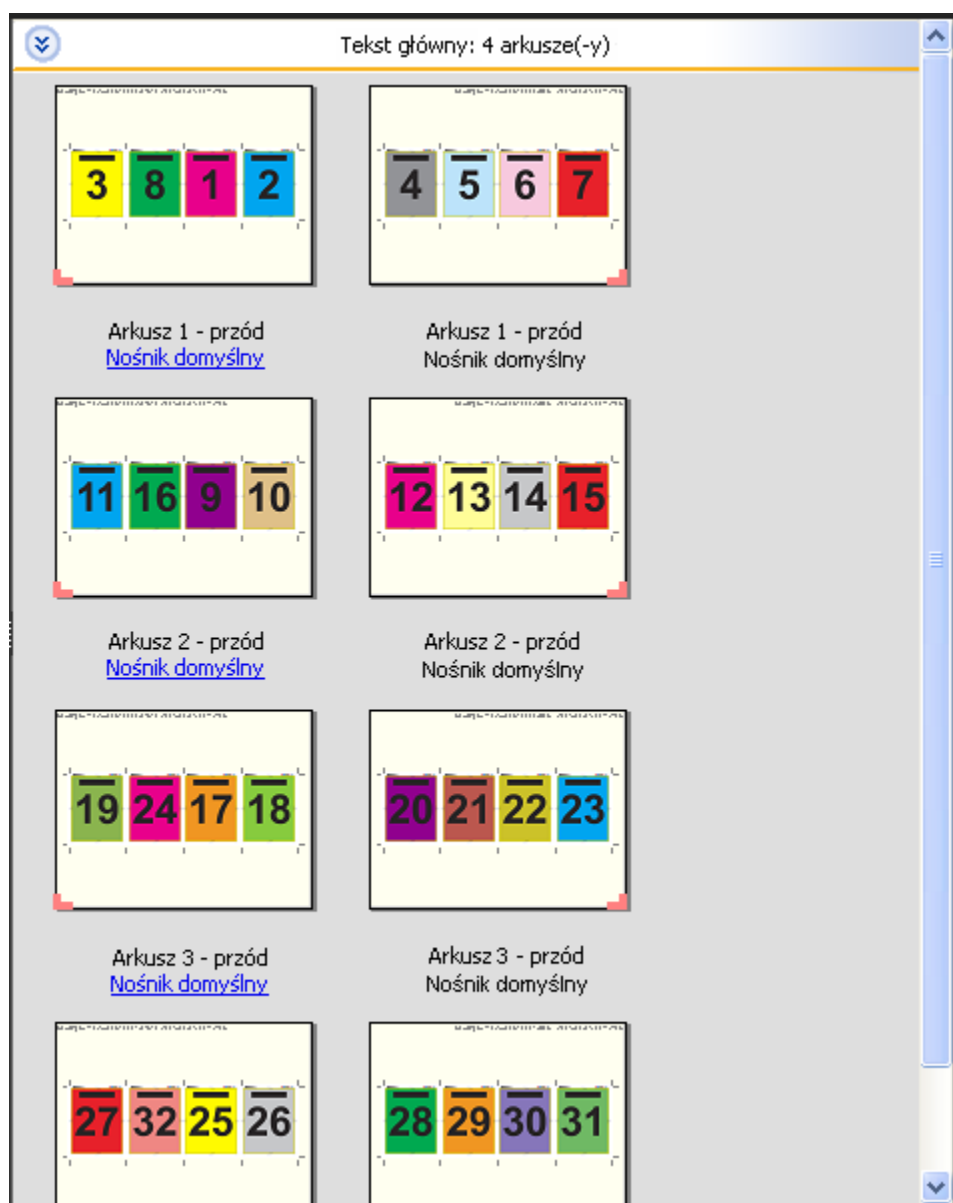 Tekst główny: 4 arkusze(-y)
3 8 1 2
4 5 6 7
Arkusz 1 - przód
Nośnik domyślny
Arkusz 1 - przód
Nośnik domyślny
11 16 9 10
12 13 14 15
Arkusz 2 - przód
Nośnik domyślny
Arkusz 2 - przód
Nośnik domyślny
19 24 17 18
20 21 22 23
Arkusz 3 - przód
Nośnik domyślny
Arkusz 3 - przód
Nośnik domyślny
27 32 25 26
28 29 30 31